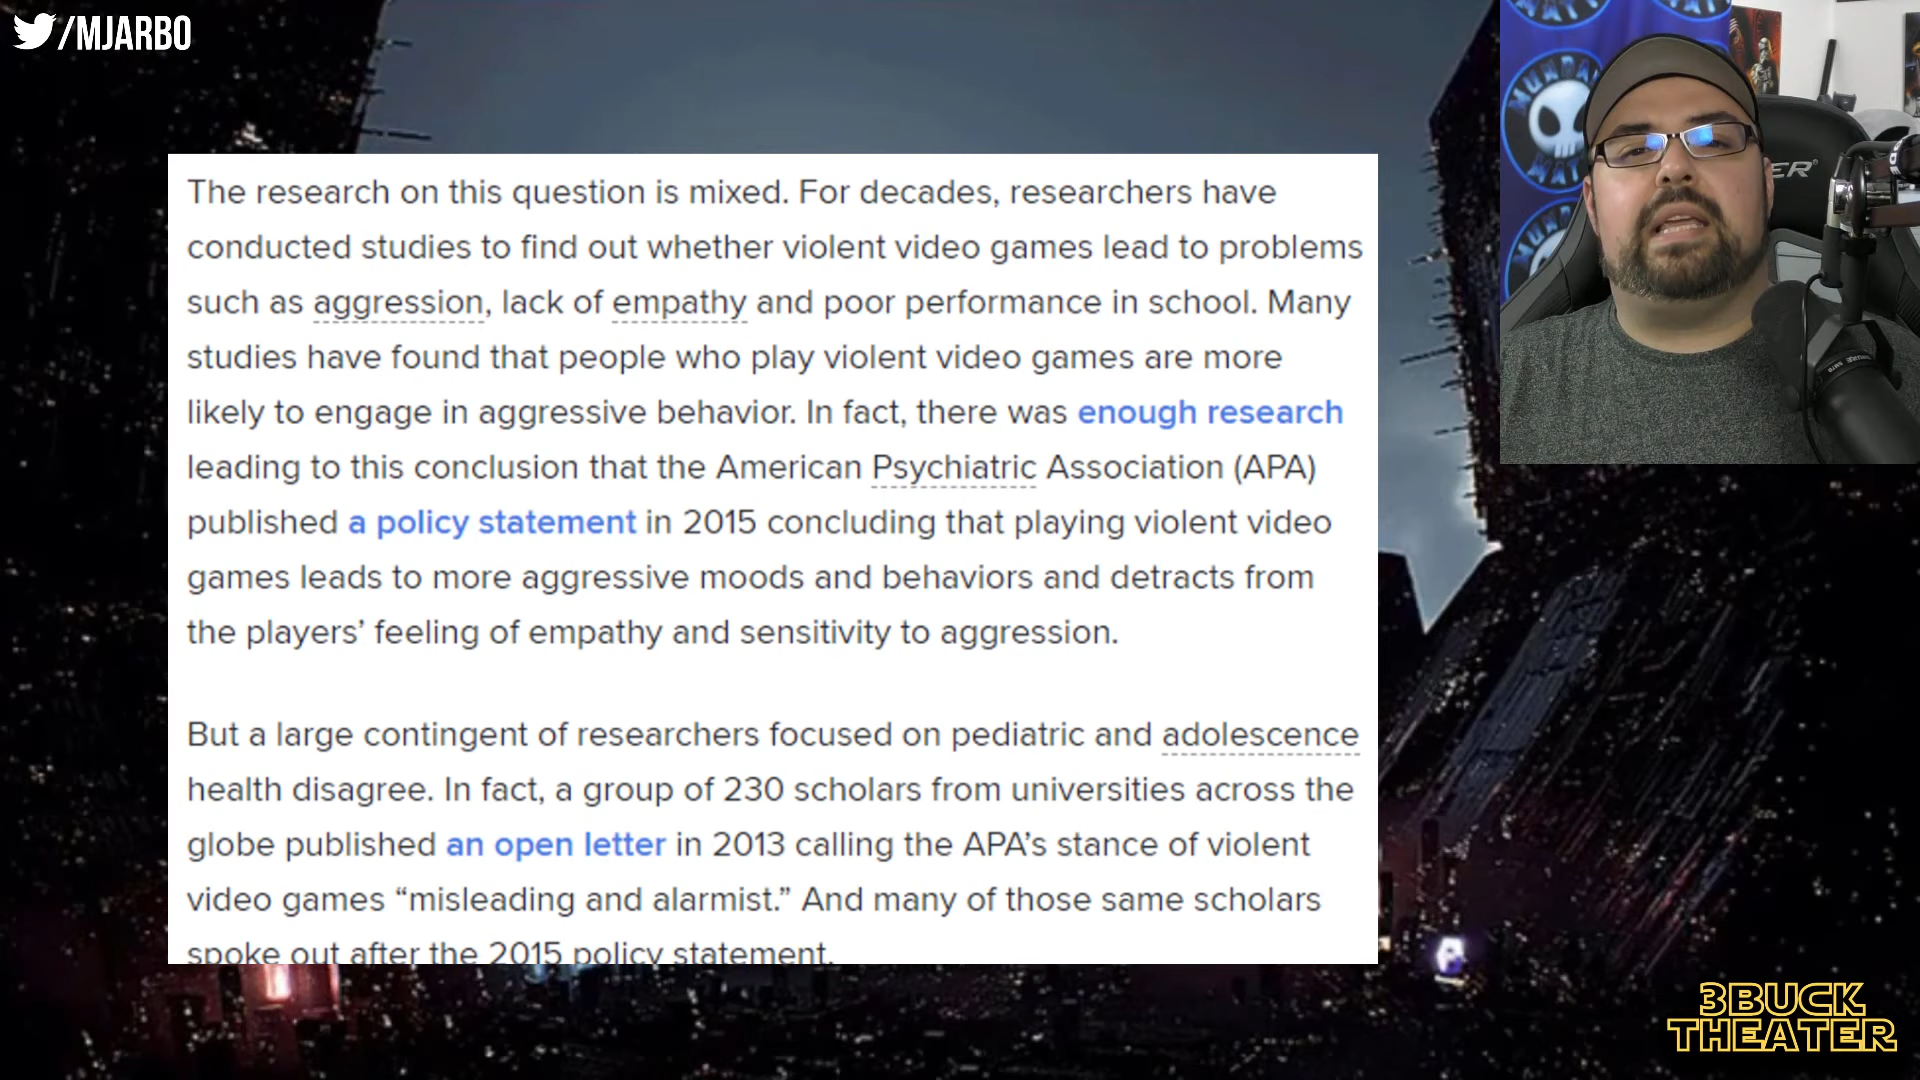 /MJARBO
The research on this question is mixed. For decades, researchers have
conducted studies to find out whether violent video games lead to problems
such as aggression, lack of empathy and poor performance in school. Many
studies have found that people who play violent video games are more
likely to engage in aggressive behavior. In fact, there was enough research
leading to this conclusion that the American Psychiatric Association (APA)
published a policy statement in 2015 concluding that playing violent video
games leads to more aggressive moods and behaviors and detracts from
the players’ feeling of empathy and sensitivity to aggression.
But a large contingent of researchers focused on pediatric and adolescence
health disagree. In fact, a group of 230 scholars from universities across the
globe published an open letter in 2013 calling the APA’s stance of violent
video games “misleading and alarmist.” And many of those same scholars
spoke out after the 2015 policy statement.
3BUCK
THEATER